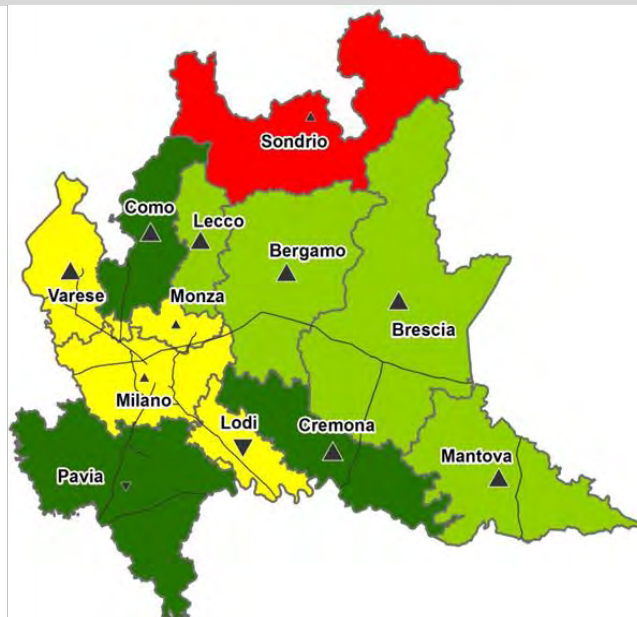 Sondrio
Como
Lecco
Bergamo
Varese
Monza
Brescia
Milano
Lodi
Cremona
Mantova
Pavia